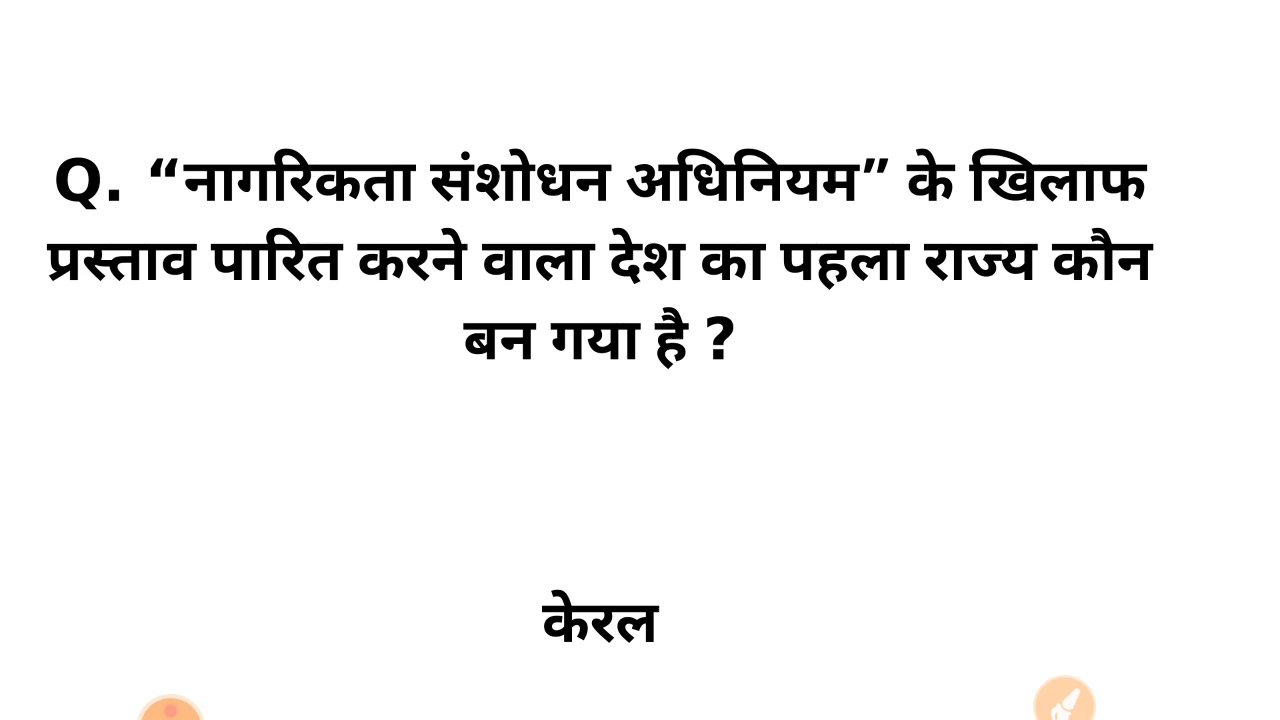 Q. “नागरिकता संशोधन अधिनियम” के खिलाफ
प्रस्ताव पारित करने वाला देश का पहला राज्य कौन
बन गया है ?
केरल